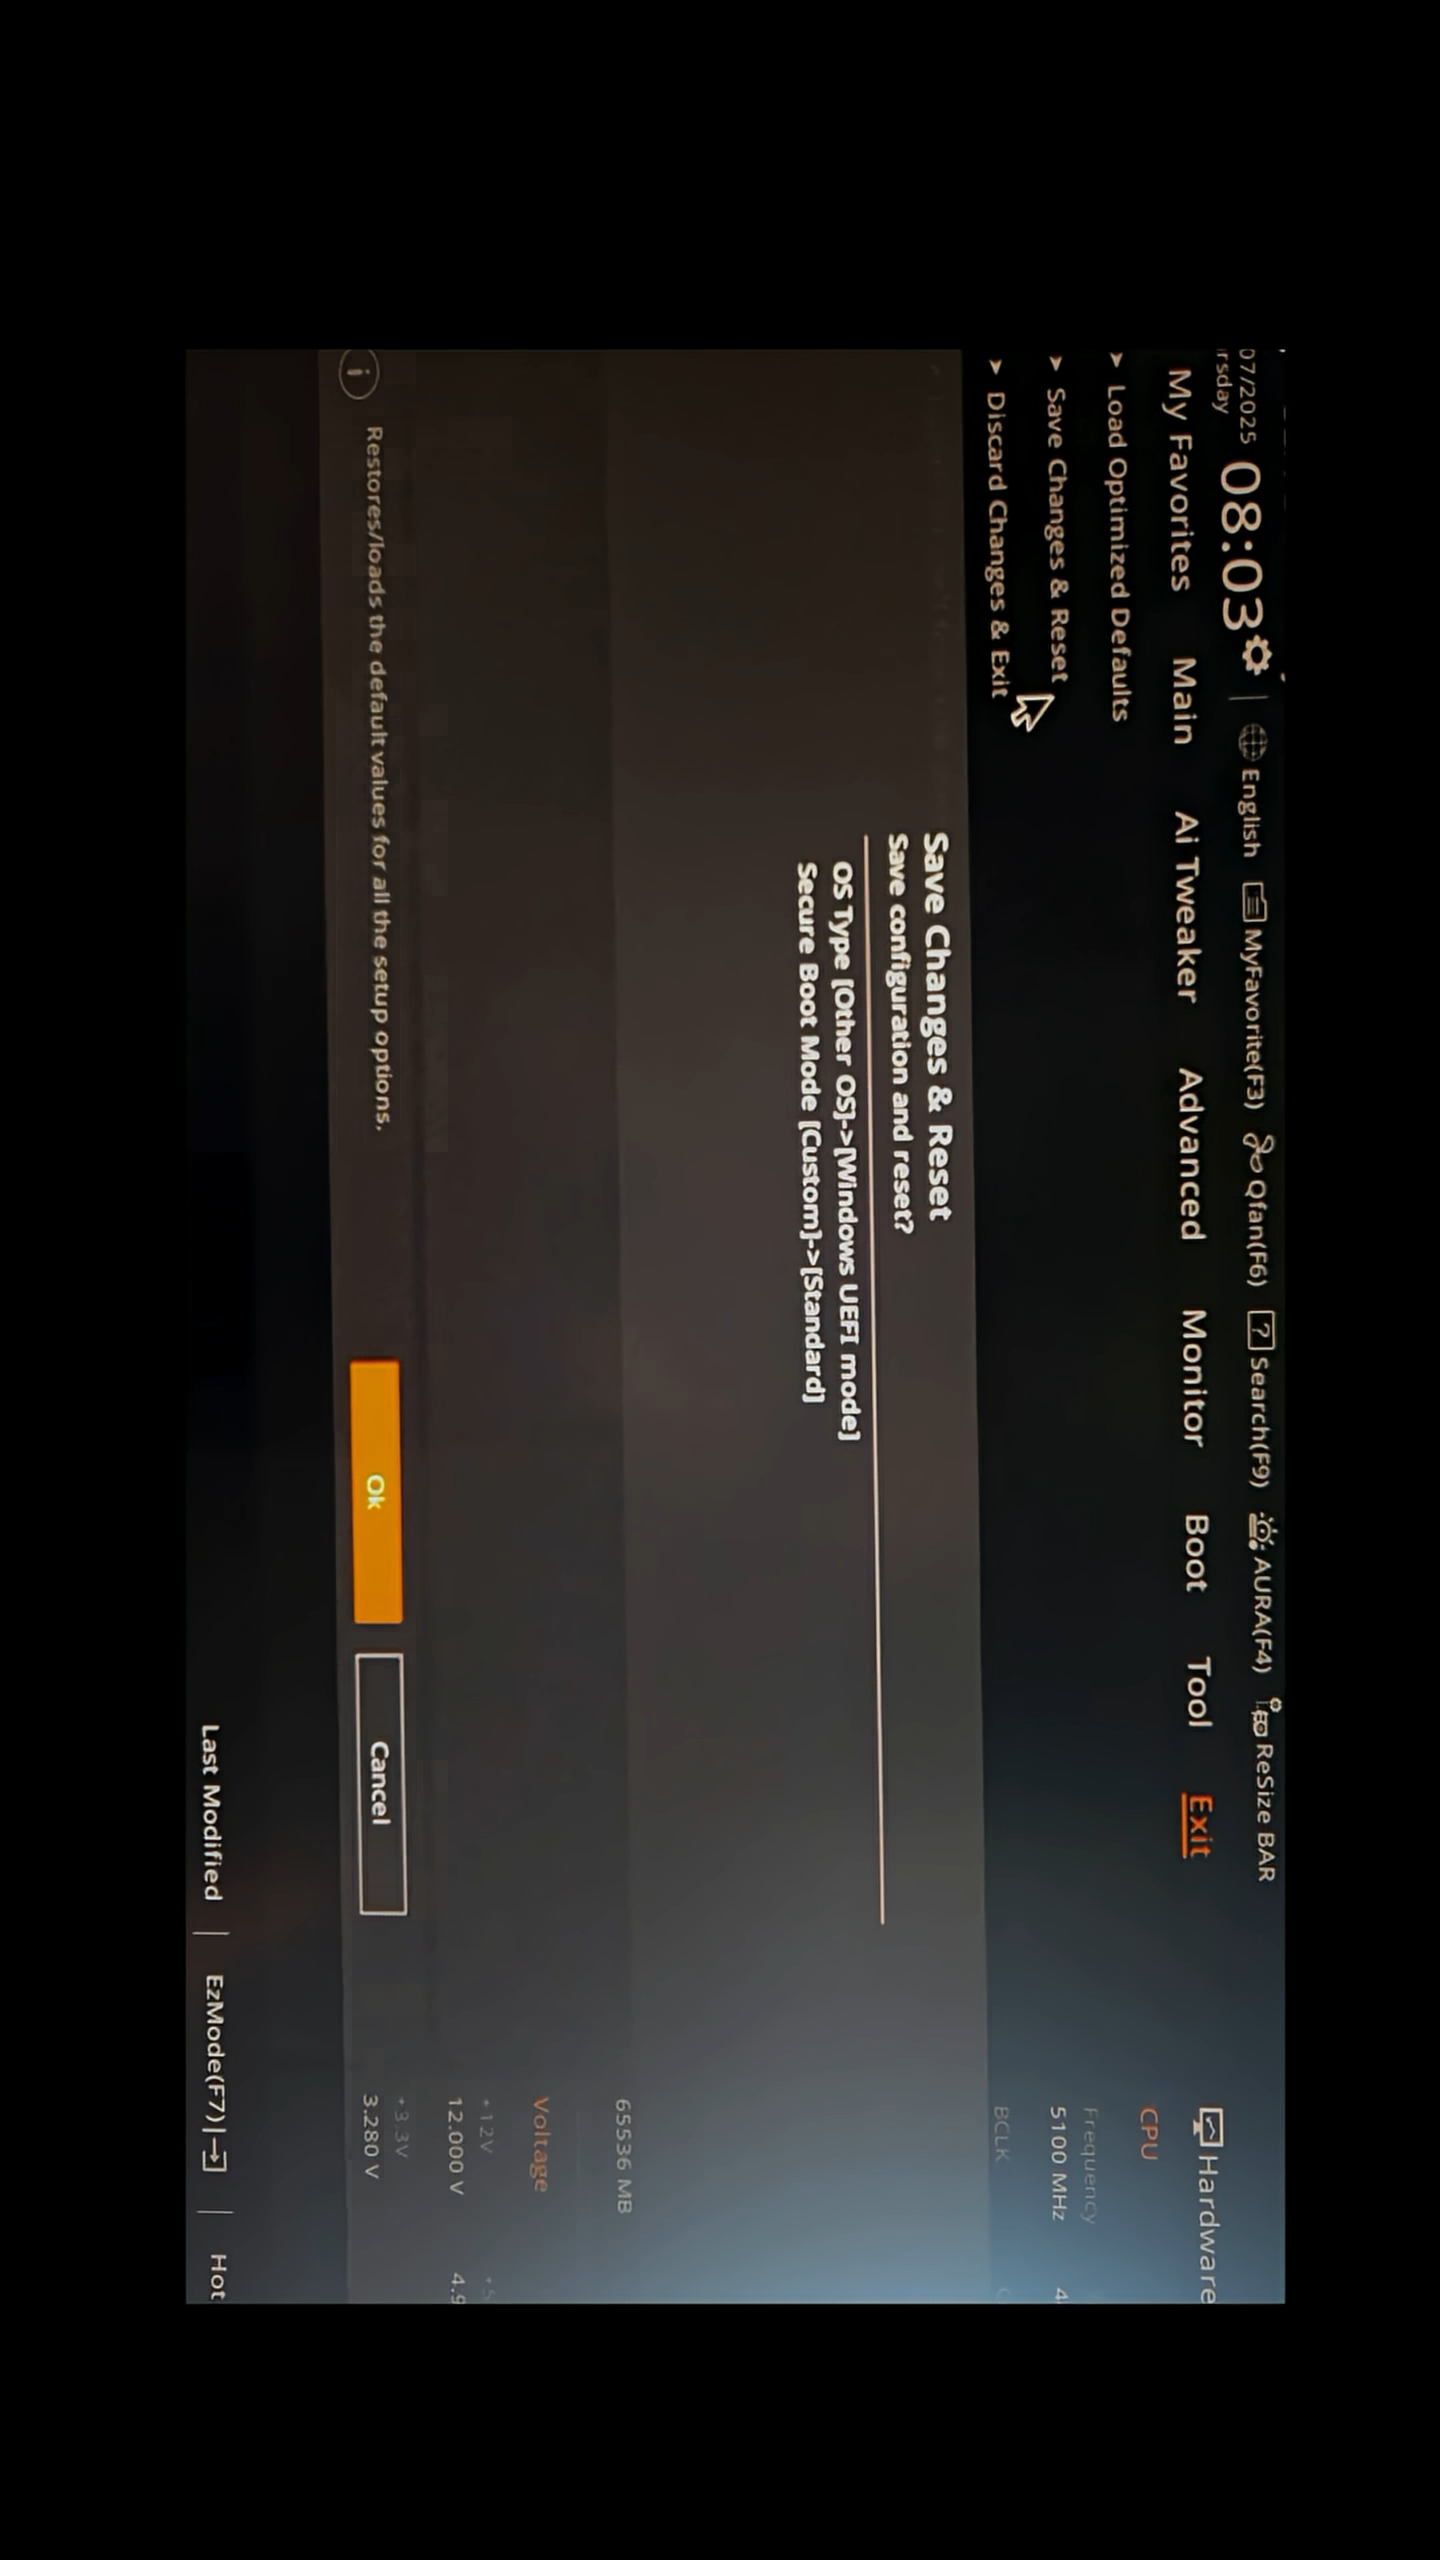 07/2025 08:03 English MyFavorite(F3) Qfan(F6) Search(F9) AURA(F4) ReSize BAR
rsday
My Favorites Main Ai Tweaker Advanced Monitor Boot Tool Exit Hardware
Load Optimized Defaults
CPU
Save Changes & Reset
Frequency
5100 MHz 4
Discard Changes & Exit
BCLK
Save Changes & Reset
Save configuration and reset?
OS Type [Other OS]->[Windows UEFI mode]
Secure Boot Mode [Custom]->[Standard]
65536 MB
Voltage
+12V +5
12.000 V 4.9
+3.3V
3.280 V
Restores/loads the default values for all the setup options.
Ok Cancel
Last Modified EzMode(F7) Hot